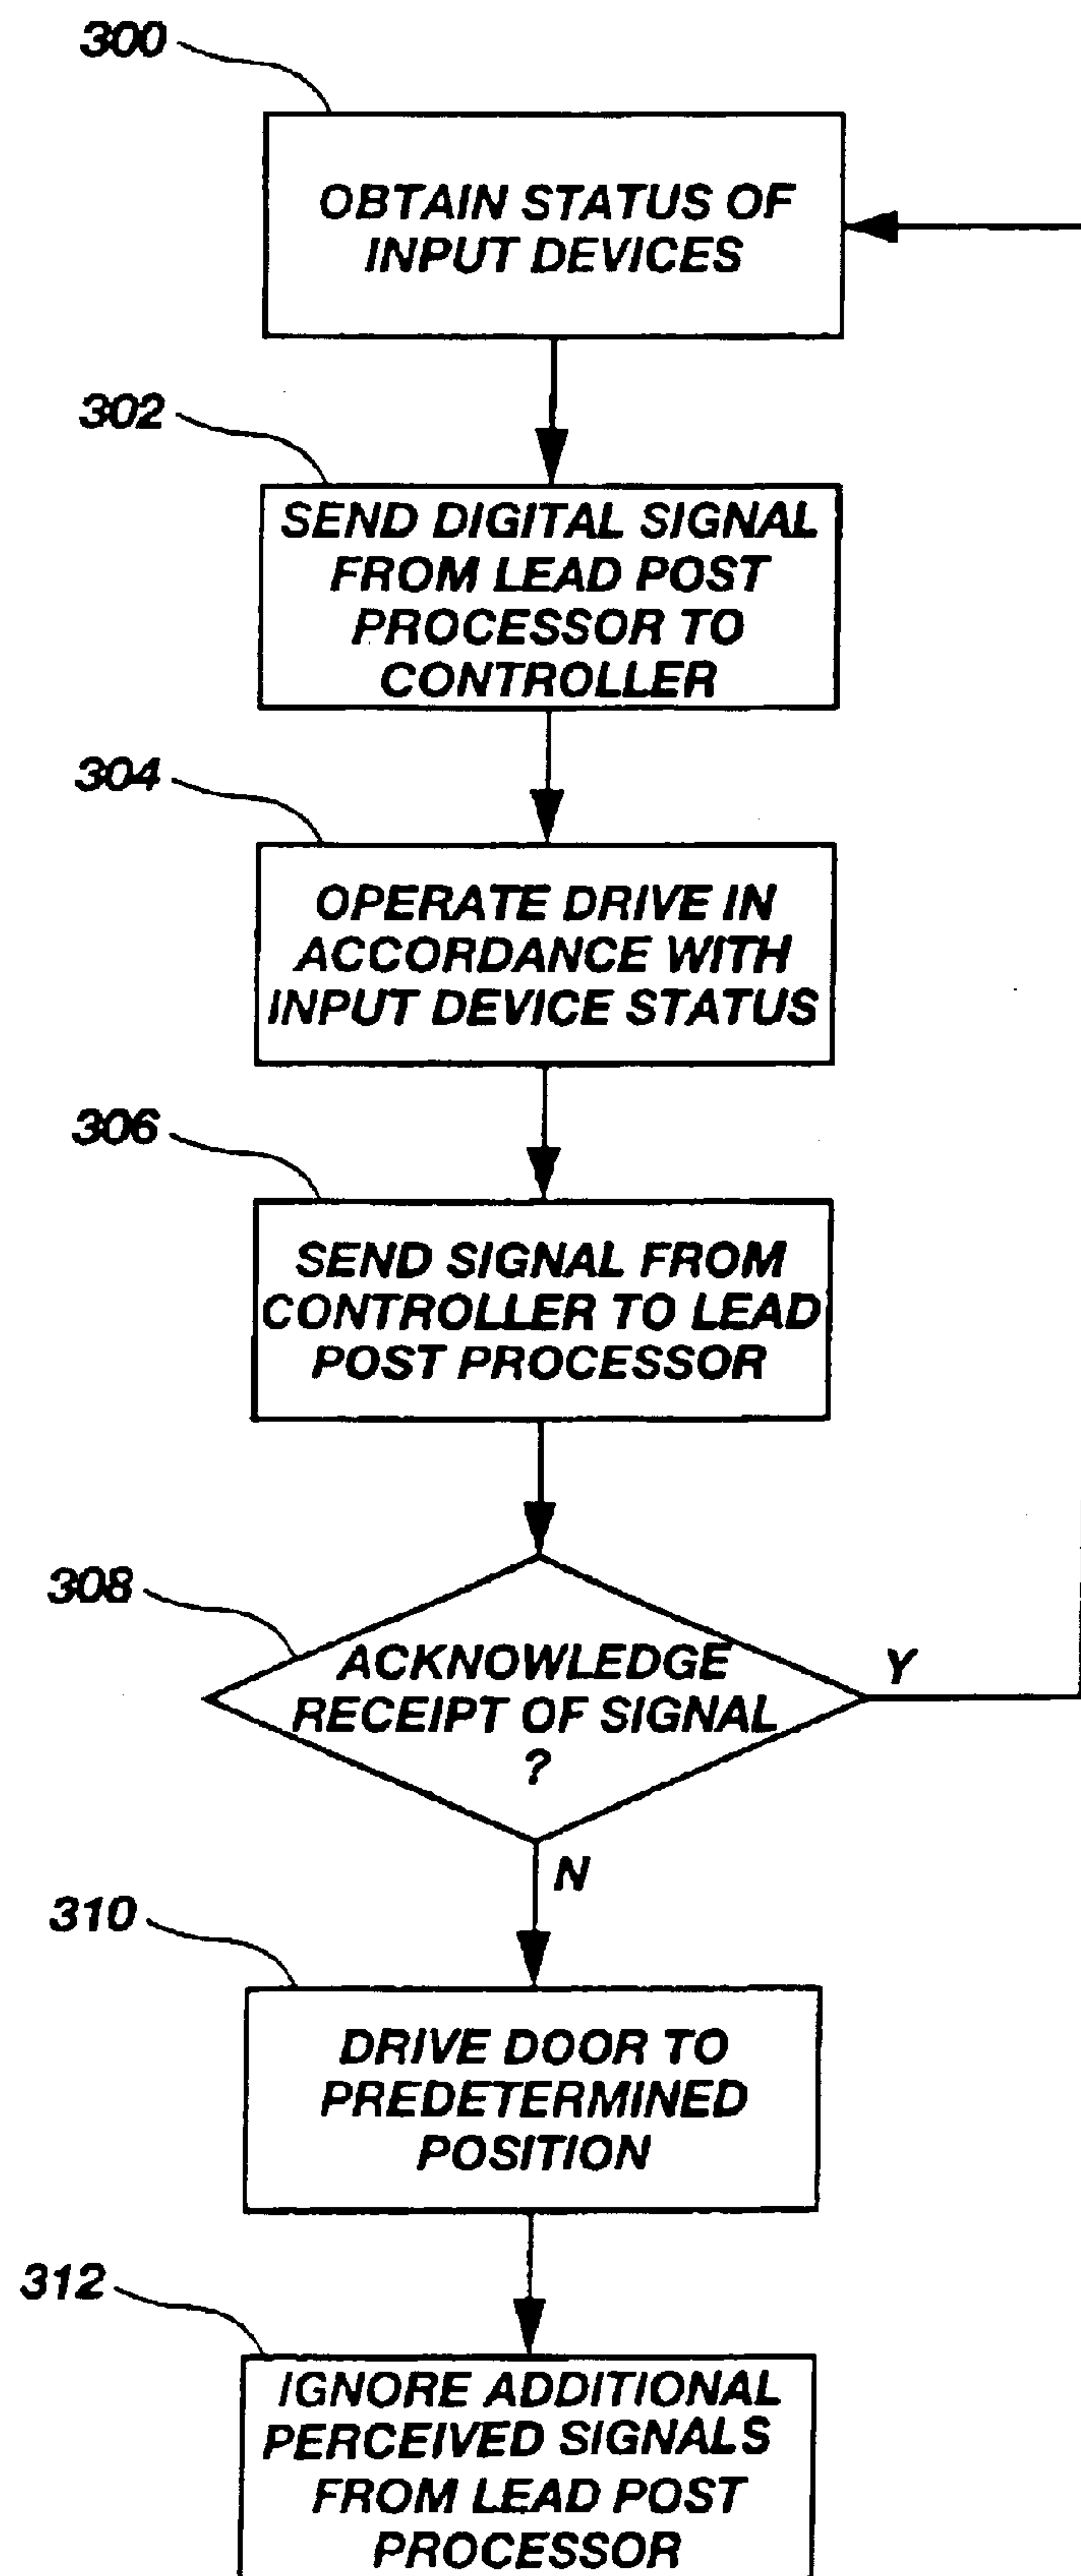 300
OBTAIN STATUS OF
INPUT DEVICES
302
SEND DIGITAL SIGNAL
FROM LEAD POST
PROCESSOR TO
CONTROLLER
304
OPERATE DRIVE IN
ACCORDANCE WITH
INPUT DEVICE STATUS
306
SEND SIGNAL FROM
CONTROLLER TO LEAD
POST PROCESSOR
308
ACKNOWLEDGE
RECEIPT OF SIGNAL
?
Y
N
310
DRIVE DOOR TO
PREDETERMINED
POSITION
312
IGNORE ADDITIONAL
PERCEIVED SIGNALS
FROM LEAD POST
PROCESSOR